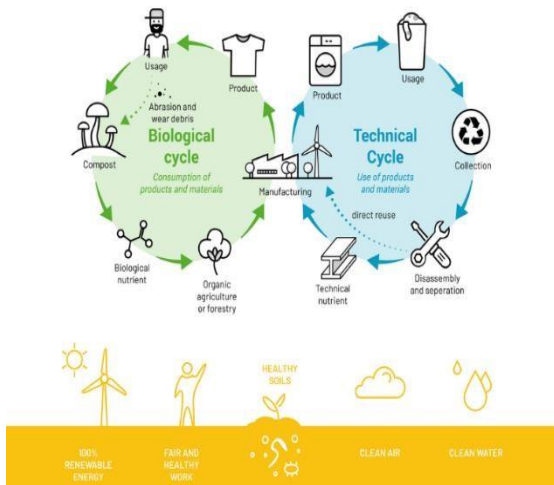 Usage
Product
Abrasion and
wear debris
Biological
cycle
Consumption of
products and materials
Compost
Biological
nutrient
Organic
agriculture
or forestry
Manufacturing
Product
Usage
Technical
Cycle
Use of products
and materials
Collection
direct reuse
Technical
nutrient
Disassembly
and seperation
100%
RENEWABLE
ENERGY
FAIR AND
HEALTHY
WORK
HEALTHY
SOILS
CLEAN AIR
CLEAN WATER